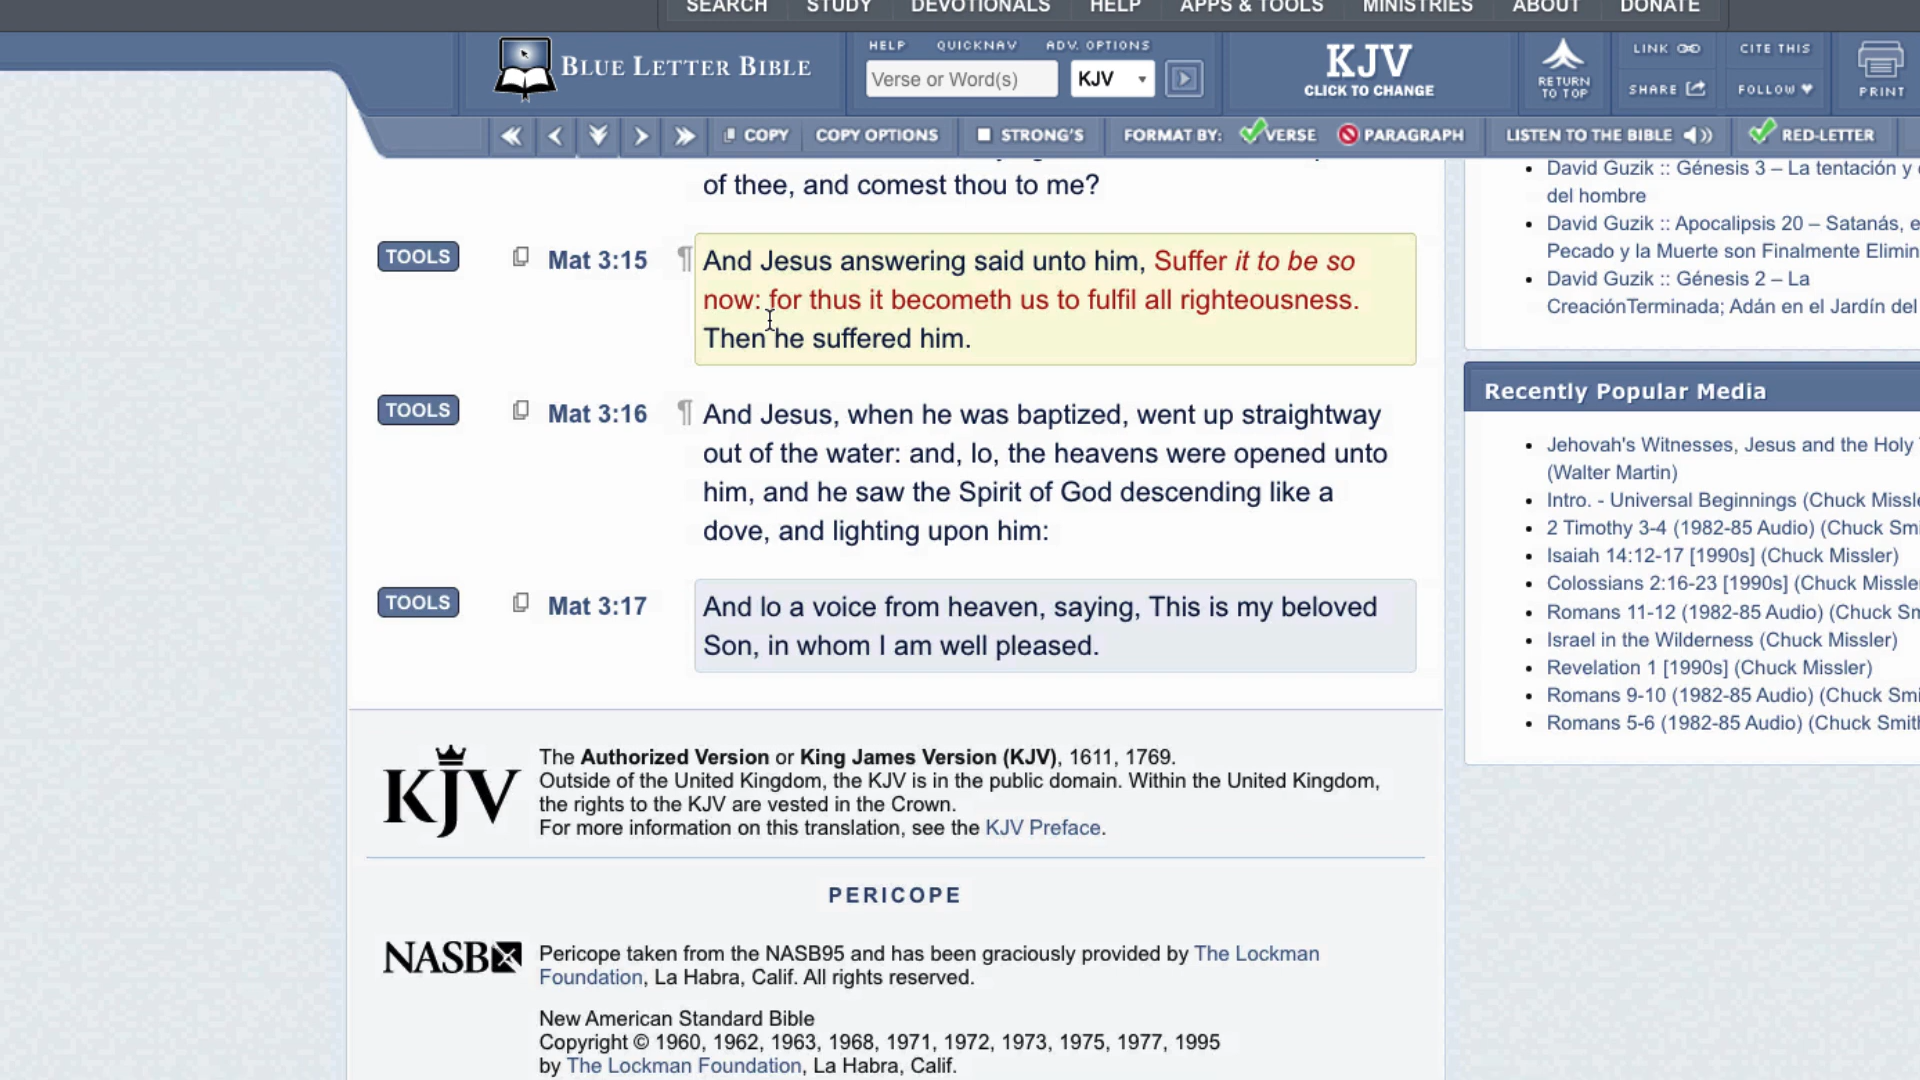 SEARCH STUDY DEVOTIONALS HELP APPS & TOOLS MINISTRIES ABOUT DONATE
BLUE LETTER BIBLE
HELP QUICKNAV ADV. OPTIONS
Verse or Word(s) KJV
KJV
CLICK TO CHANGE
RETURN
TO TOP
LINK
SHARE
CITE THIS
FOLLOW
PRINT
COPY COPY OPTIONS STRONG'S FORMAT BY: VERSE PARAGRAPH LISTEN TO THE BIBLE RED-LETTER
of thee, and comest thou to me?
TOOLS Mat 3:15 ¶ And Jesus answering said unto him, Suffer it to be so
now: for thus it becometh us to fulfil all righteousness.
Then he suffered him.
TOOLS Mat 3:16 ¶ And Jesus, when he was baptized, went up straightway
out of the water: and, lo, the heavens were opened unto
him, and he saw the Spirit of God descending like a
dove, and lighting upon him:
TOOLS Mat 3:17 And lo a voice from heaven, saying, This is my beloved
Son, in whom I am well pleased.
KJV
The Authorized Version or King James Version (KJV), 1611, 1769.
Outside of the United Kingdom, the KJV is in the public domain. Within the United Kingdom,
the rights to the KJV are vested in the Crown.
For more information on this translation, see the KJV Preface.
PERICOPE
NASB
Pericope taken from the NASB95 and has been graciously provided by The Lockman
Foundation, La Habra, Calif. All rights reserved.
New American Standard Bible
Copyright © 1960, 1962, 1963, 1968, 1971, 1972, 1973, 1975, 1977, 1995
by The Lockman Foundation, La Habra, Calif.
David Guzik :: Génesis 3 – La tentación y
del hombre
David Guzik :: Apocalipsis 20 – Satanás,
Pecado y la Muerte son Finalmente
David Guzik :: Génesis 2 – La
CreaciónTerminada; Adán en el Jardín del
Recently Popular Media
Jehovah's Witnesses, Jesus and the Holy
(Walter Martin)
Intro. - Universal Beginnings (Chuck
2 Timothy 3-4 (1982-85 Audio) (Chuck
Isaiah 14:12-17 [1990s] (Chuck Missler)
Colossians 2:16-23 [1990s] (Chuck
Romans 11-12 (1982-85 Audio) (Chuck
Israel in the Wilderness (Chuck Missler)
Revelation 1 [1990s] (Chuck Missler)
Romans 9-10 (1982-85 Audio) (Chuck
Romans 5-6 (1982-85 Audio) (Chuck Smith